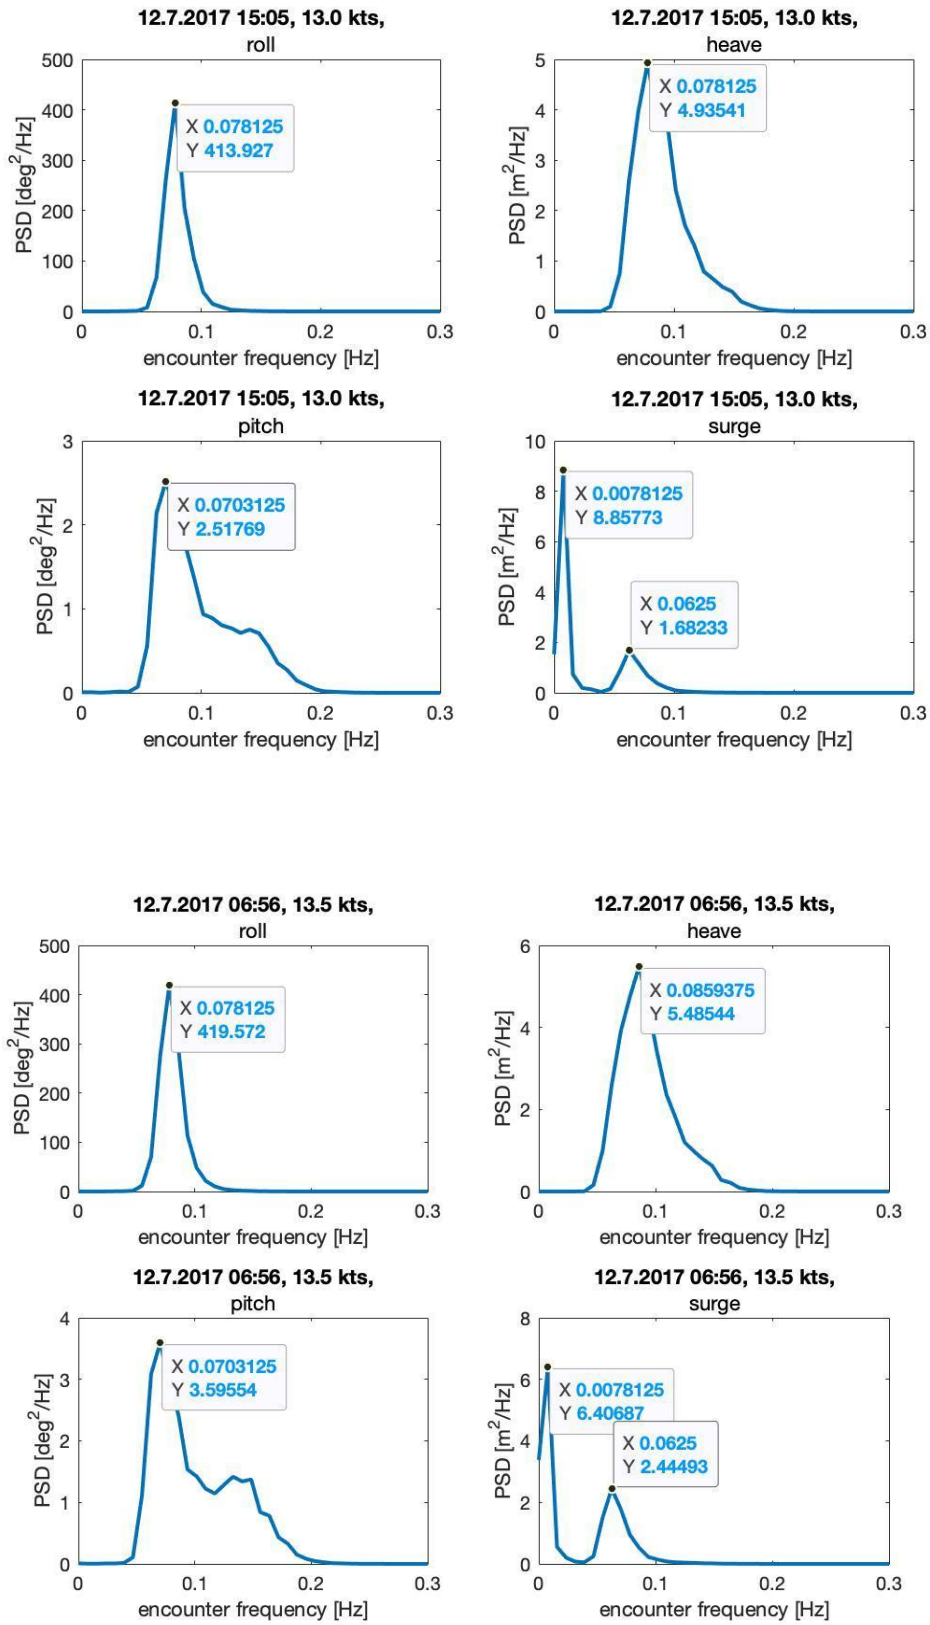 12.7.2017 15:05, 13.0 kts,
roll
PSD [deg²/Hz]
500
400
300
200
100
0
X 0.078125
Y 413.927
0 0.1 0.2 0.3
encounter frequency [Hz]
12.7.2017 15:05, 13.0 kts,
heave
PSD [m²/Hz]
5
4
3
2
1
0
X 0.078125
Y 4.93541
0 0.1 0.2 0.3
encounter frequency [Hz]
12.7.2017 15:05, 13.0 kts,
pitch
PSD [deg²/Hz]
3
2
1
0
X 0.0703125
Y 2.51769
0 0.1 0.2 0.3
encounter frequency [Hz]
12.7.2017 15:05, 13.0 kts,
surge
PSD [m²/Hz]
10
8
6
4
2
0
X 0.0078125
Y 8.85773
X 0.0625
Y 1.68233
0 0.1 0.2 0.3
encounter frequency [Hz]
12.7.2017 06:56, 13.5 kts,
roll
PSD [deg²/Hz]
500
400
300
200
100
0
X 0.078125
Y 419.572
0 0.1 0.2 0.3
encounter frequency [Hz]
12.7.2017 06:56, 13.5 kts,
heave
PSD [m²/Hz]
6
4
2
0
X 0.0859375
Y 5.48544
0 0.1 0.2 0.3
encounter frequency [Hz]
12.7.2017 06:56, 13.5 kts,
pitch
PSD [deg²/Hz]
4
3
2
1
0
X 0.0703125
Y 3.59554
0 0.1 0.2 0.3
encounter frequency [Hz]
12.7.2017 06:56, 13.5 kts,
surge
PSD [m²/Hz]
8
6
4
2
0
X 0.0078125
Y 6.40687
X 0.0625
Y 2.44493
0 0.1 0.2 0.3
encounter frequency [Hz]